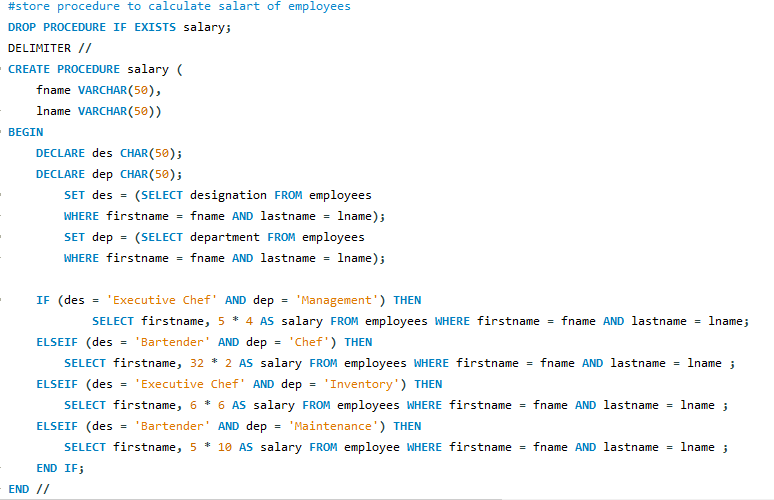 #store procedure to calculate salart of employees
DROP PROCEDURE IF EXISTS salary;
DELIMITER //
CREATE PROCEDURE salary (
    fname VARCHAR(50),
    lname VARCHAR(50))
BEGIN
    DECLARE des CHAR(50);
    DECLARE dep CHAR(50);
        SET des = (SELECT designation FROM employees
        WHERE firstname = fname AND lastname = lname);
        SET dep = (SELECT department FROM employees
        WHERE firstname = fname AND lastname = lname);

    IF (des = 'Executive Chef' AND dep = 'Management') THEN
            SELECT firstname, 5 * 4 AS salary FROM employees WHERE firstname = fname AND lastname = lname;
    ELSEIF (des = 'Bartender' AND dep = 'Chef') THEN
        SELECT firstname, 32 * 2 AS salary FROM employees WHERE firstname = fname AND lastname = lname ;
    ELSEIF (des = 'Executive Chef' AND dep = 'Inventory') THEN
        SELECT firstname, 6 * 6 AS salary FROM employees WHERE firstname = fname AND lastname = lname ;
    ELSEIF (des = 'Bartender' AND dep = 'Maintenance') THEN
        SELECT firstname, 5 * 10 AS salary FROM employee WHERE firstname = fname AND lastname = lname ;
    END IF;
END //